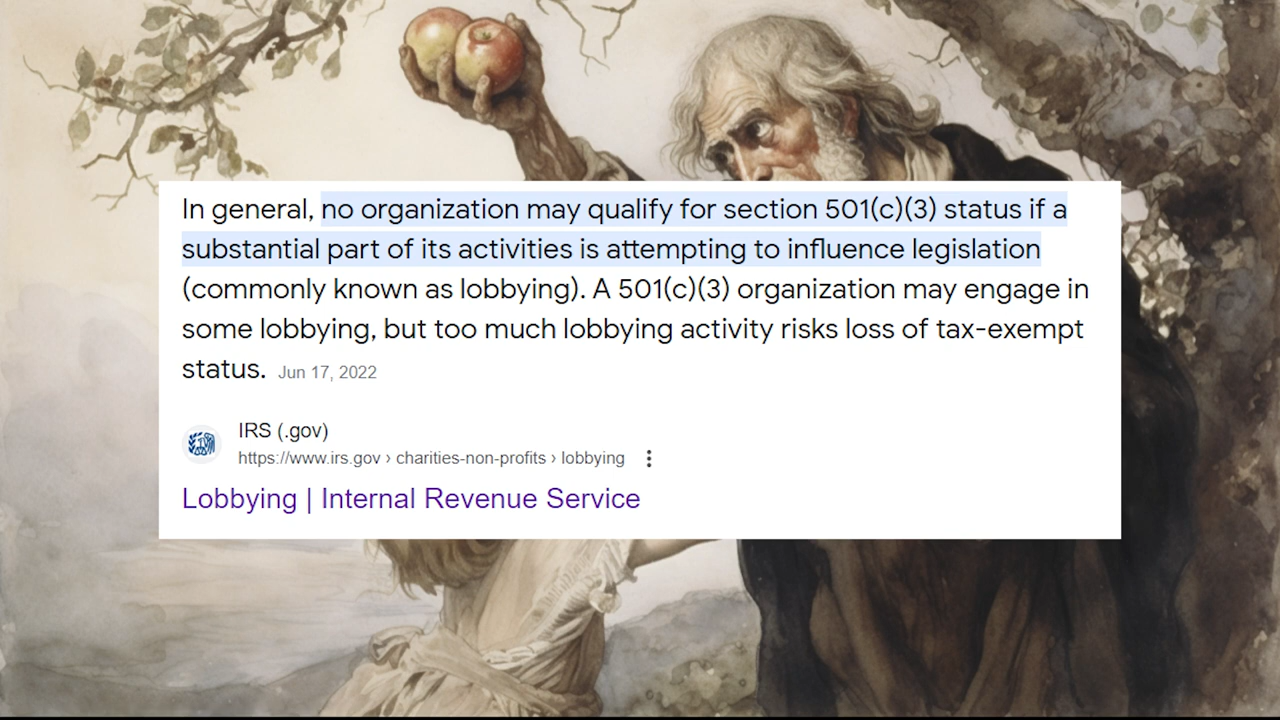 In general, no organization may qualify for section 501(c)(3) status if a
substantial part of its activities is attempting to influence legislation
(commonly known as lobbying). A 501(c)(3) organization may engage in
some lobbying, but too much lobbying activity risks loss of tax-exempt
status. Jun 17, 2022
IRS (.gov)
https://www.irs.gov › charities-non-profits › lobbying
Lobbying | Internal Revenue Service